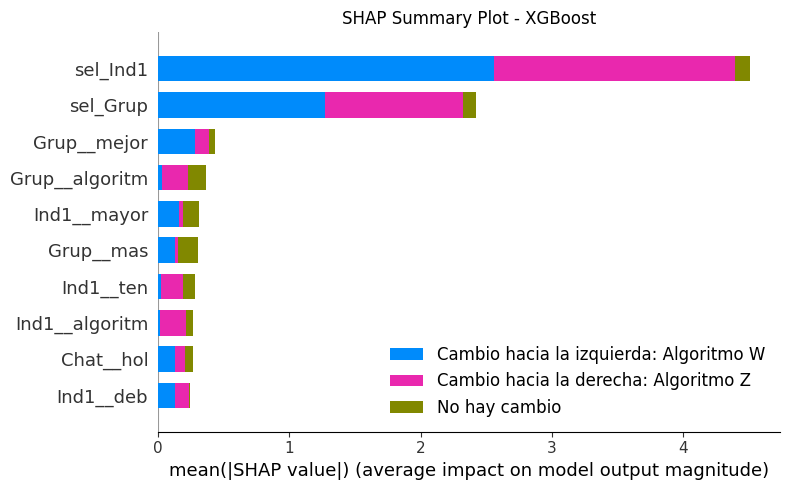 SHAP Summary Plot - XGBoost
sel_Ind1
sel_Grup
Grup__mejor
Grup__algoritm
Ind1__mayor
Grup__mas
Ind1__ten
Ind1__algoritm
Chat__hol
Ind1__deb
Cambio hacia la izquierda: Algoritmo W
Cambio hacia la derecha: Algoritmo Z
No hay cambio
0 1 2 3 4
mean(|SHAP value|) (average impact on model output magnitude)